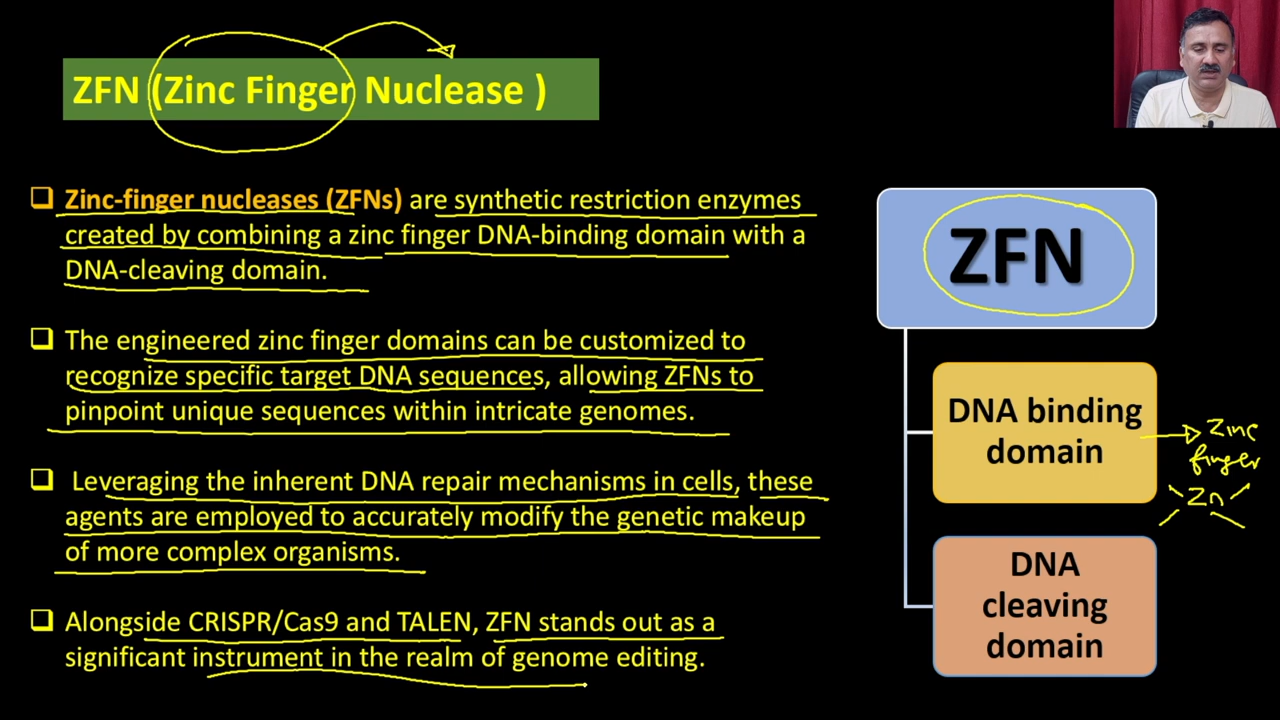 ZFN (Zinc Finger Nuclease )
Zinc-finger nucleases (ZFNs) are synthetic restriction enzymes
created by combining a zinc finger DNA-binding domain with a
DNA-cleaving domain.
The engineered zinc finger domains can be customized to
recognize specific target DNA sequences, allowing ZFNs to
pinpoint unique sequences within intricate genomes.
Leveraging the inherent DNA repair mechanisms in cells, these
agents are employed to accurately modify the genetic makeup
of more complex organisms.
Alongside CRISPR/Cas9 and TALEN, ZFN stands out as a
significant instrument in the realm of genome editing.
ZFN
DNA binding
domain
Zinc
finger
Zn
DNA
cleaving
domain